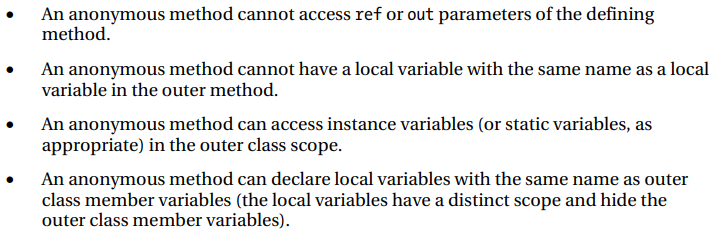 • An anonymous method cannot access ref or out parameters of the defining
method.
• An anonymous method cannot have a local variable with the same name as a local
variable in the outer method.
• An anonymous method can access instance variables (or static variables, as
appropriate) in the outer class scope.
• An anonymous method can declare local variables with the same name as outer
class member variables (the local variables have a distinct scope and hide the
outer class member variables).